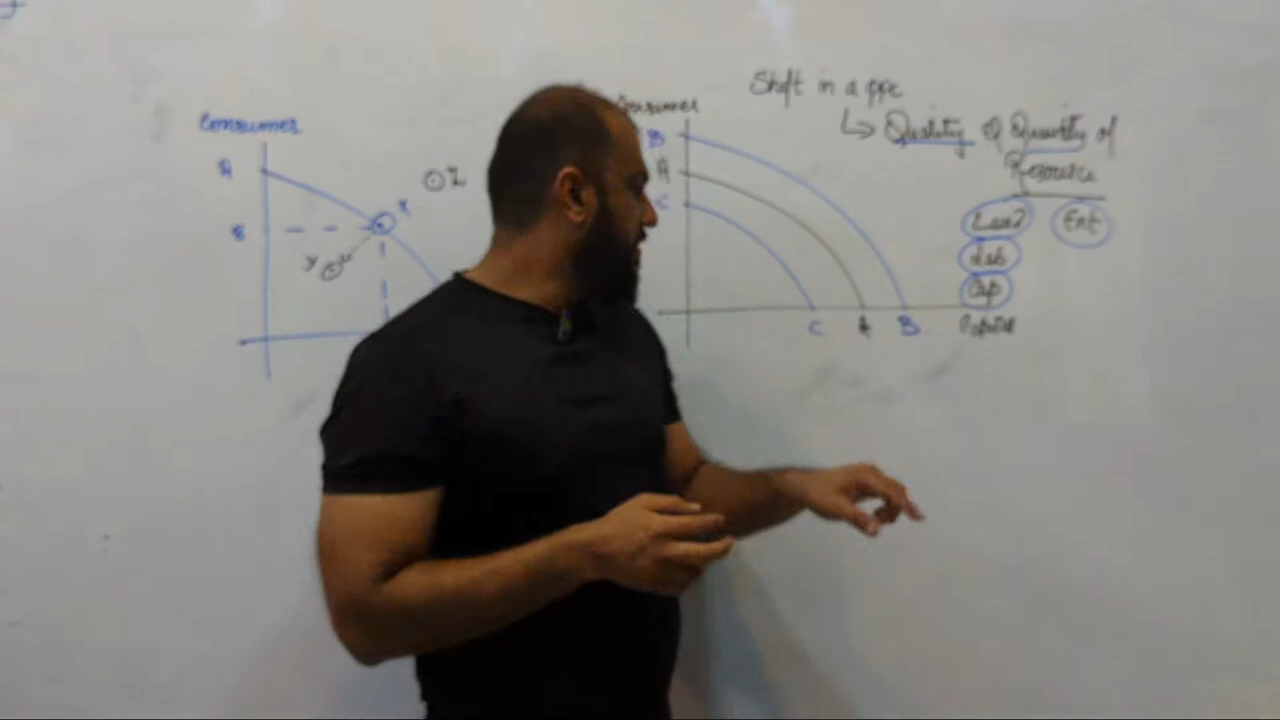 Consumer
A
B
X
Y
Z
Consumer
B
A
C
C A B
Capital
Shift in a ppc
↳ Quality & Quantity of
Resource
Land Ent
Lab
Cap